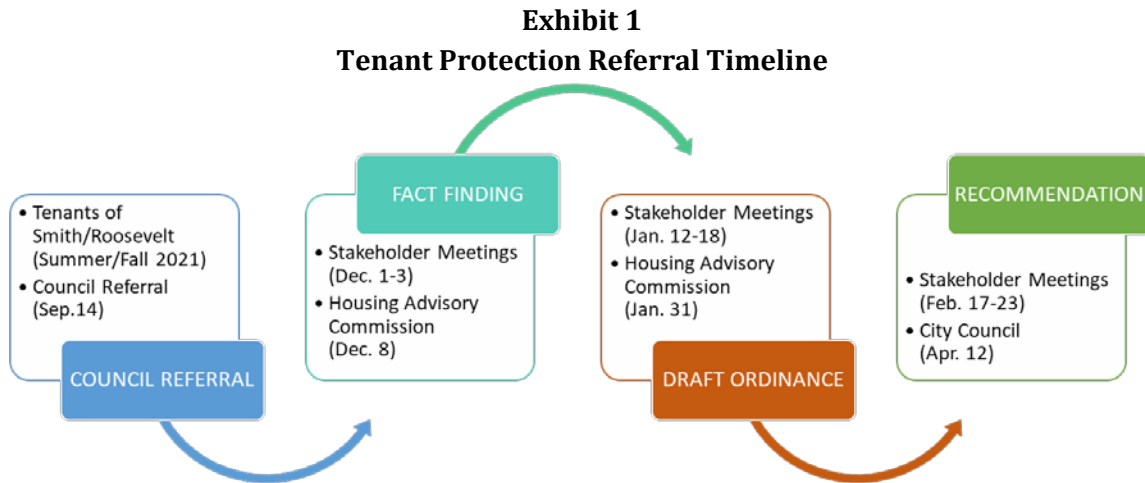 Exhibit 1
Tenant Protection Referral Timeline
• Tenants of
Smith/Roosevelt
(Summer/Fall 2021)
• Council Referral
(Sep.14)
COUNCIL REFERRAL
FACT FINDING
• Stakeholder Meetings
(Dec. 1-3)
• Housing Advisory
Commission
(Dec. 8)
• Stakeholder Meetings
(Jan. 12-18)
• Housing Advisory
Commission
(Jan. 31)
DRAFT ORDINANCE
RECOMMENDATION
• Stakeholder Meetings
(Feb. 17-23)
• City Council
(Apr. 12)